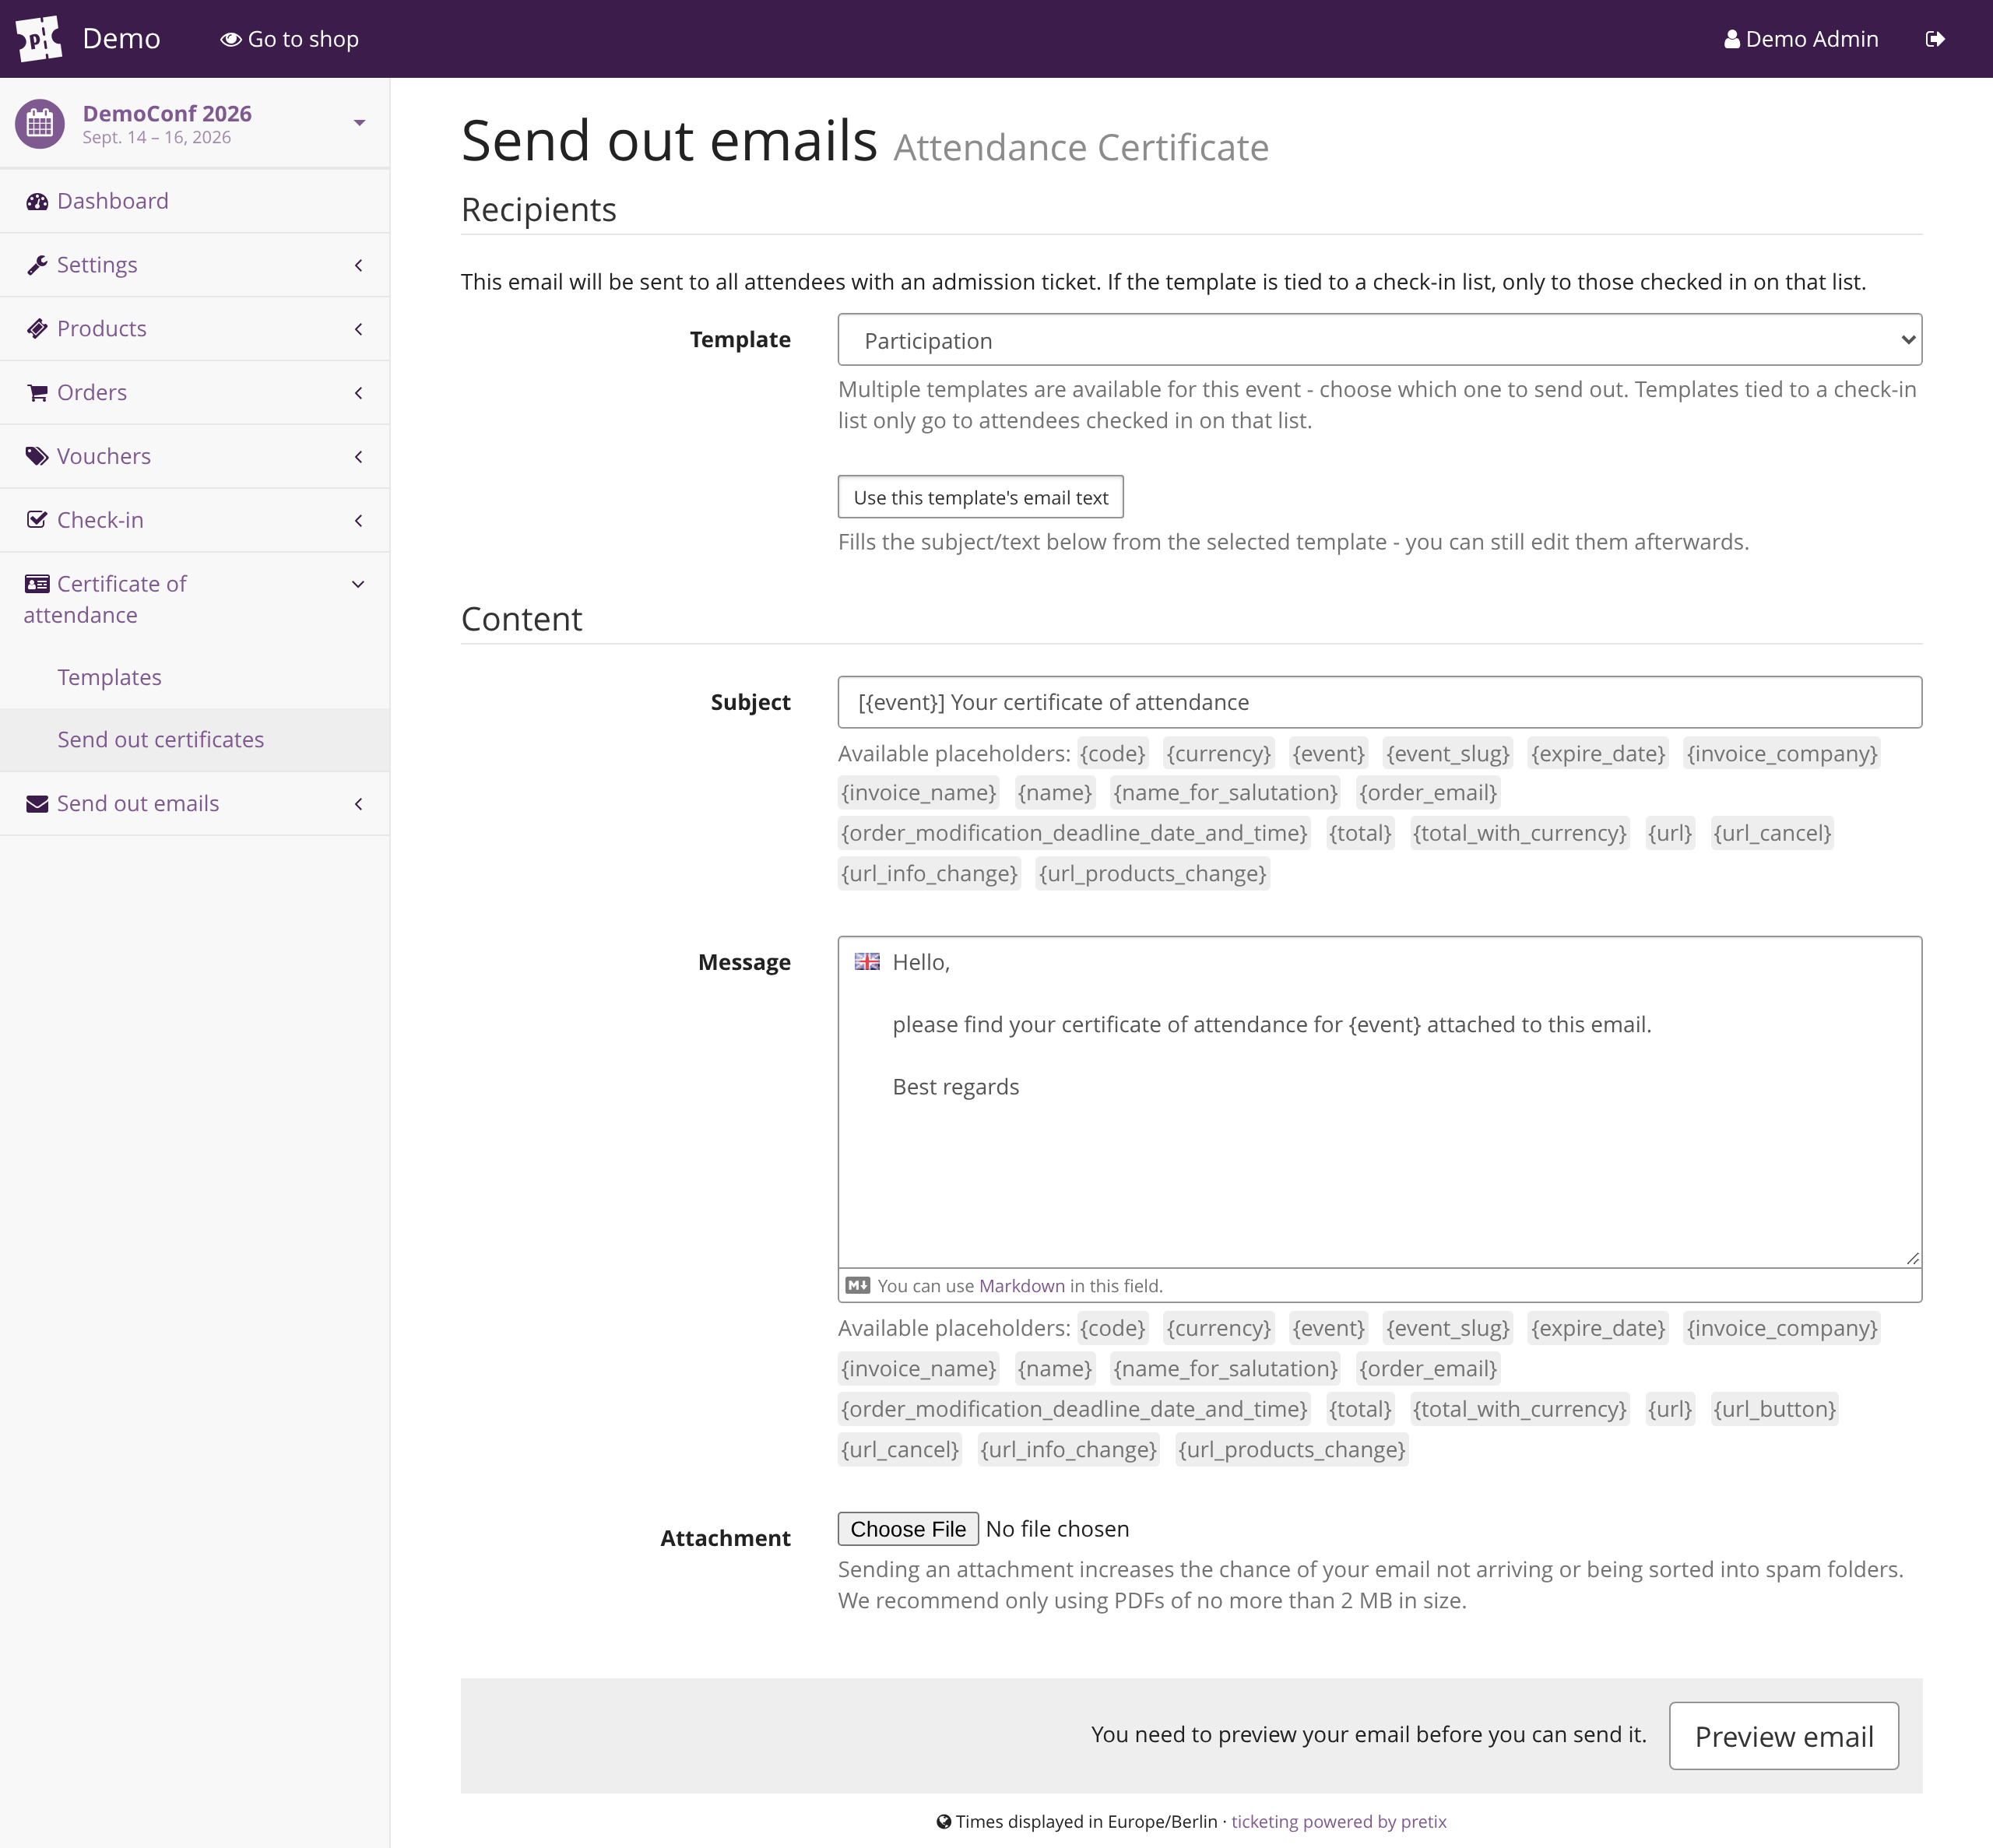 Demo
Go to shop
Demo Admin
DemoConf 2026
Sept. 14 – 16, 2026
Dashboard
Settings
Products
Orders
Vouchers
Check-in
Certificate of
attendance
Templates
Send out certificates
Send out emails
Send out emails Attendance Certificate
Recipients
This email will be sent to all attendees with an admission ticket. If the template is tied to a check-in list, only to those checked in on that list.
Template
Participation
Multiple templates are available for this event - choose which one to send out. Templates tied to a check-in
list only go to attendees checked in on that list.
Use this template's email text
Fills the subject/text below from the selected template - you can still edit them afterwards.
Content
Subject
[{event}] Your certificate of attendance
Available placeholders: {code} {currency} {event} {event_slug} {expire_date} {invoice_company}
{invoice_name} {name} {name_for_salutation} {order_email}
{order_modification_deadline_date_and_time} {total} {total_with_currency} {url} {url_cancel}
{url_info_change} {url_products_change}
Message
Hello,
please find your certificate of attendance for {event} attached to this email.
Best regards
M You can use Markdown in this field.
Available placeholders: {code} {currency} {event} {event_slug} {expire_date} {invoice_company}
{invoice_name} {name} {name_for_salutation} {order_email}
{order_modification_deadline_date_and_time} {total} {total_with_currency} {url} {url_button}
{url_cancel} {url_info_change} {url_products_change}
Attachment
Choose File No file chosen
Sending an attachment increases the chance of your email not arriving or being sorted into spam folders.
We recommend only using PDFs of no more than 2 MB in size.
You need to preview your email before you can send it.
Preview email
Times displayed in Europe/Berlin · ticketing powered by pretix